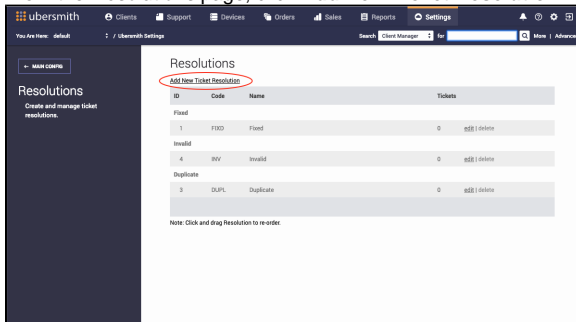 ubersmith Clients Support Devices Orders Sales Reports Settings
You Are Here: default / Ubersmith Settings Search Client Manager for More | Advance
← MAIN CONFIG
Resolutions
Create and manage ticket
resolutions.
Resolutions
Add New Ticket Resolution
ID Code Name Tickets
Fixed
1 FIXD Fixed 0 edit | delete
Invalid
4 INV Invalid 0 edit | delete
Duplicate
3 DUPL Duplicate 0 edit | delete
Note: Click and drag Resolution to re-order.